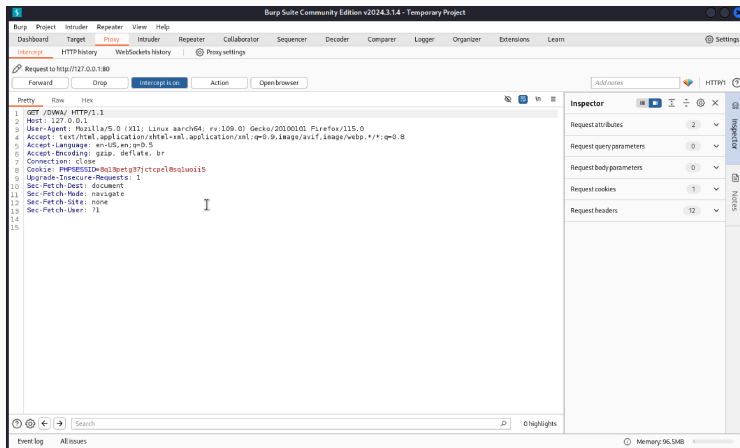 Burp Suite Community Edition v2024.3.1.4 - Temporary Project
Burp Project Intruder Repeater View Help
Dashboard Target Proxy Intruder Repeater Collaborator Sequencer Decoder Comparer Logger Organizer Extensions Learn Settings
Intercept HTTP history WebSockets history Proxy settings
Request to http://127.0.0.1:80
Forward Drop Intercept is on Action Open browser Add notes HTTP/1
Pretty Raw Hex \n
Inspector
1 GET /DVWA/ HTTP/1.1
2 Host: 127.0.0.1
3 User-Agent: Mozilla/5.0 (X11; Linux aarch64; rv:109.0) Gecko/20100101 Firefox/115.0
4 Accept: text/html,application/xhtml+xml,application/xml;q=0.9,image/avif,image/webp,*/*;q=0.8
5 Accept-Language: en-US,en;q=0.5
6 Accept-Encoding: gzip, deflate, br
7 Connection: close
8 Cookie: PHPSESSID=8q13petg37jctcpel8sq1uoii5
9 Upgrade-Insecure-Requests: 1
10 Sec-Fetch-Dest: document
11 Sec-Fetch-Mode: navigate
12 Sec-Fetch-Site: none
13 Sec-Fetch-User: ?1
14
15
Request attributes 2
Request query parameters 0
Request body parameters 0
Request cookies 1
Request headers 12
Inspector
Notes
Search 0 highlights
Event log All issues Memory: 96.5MB